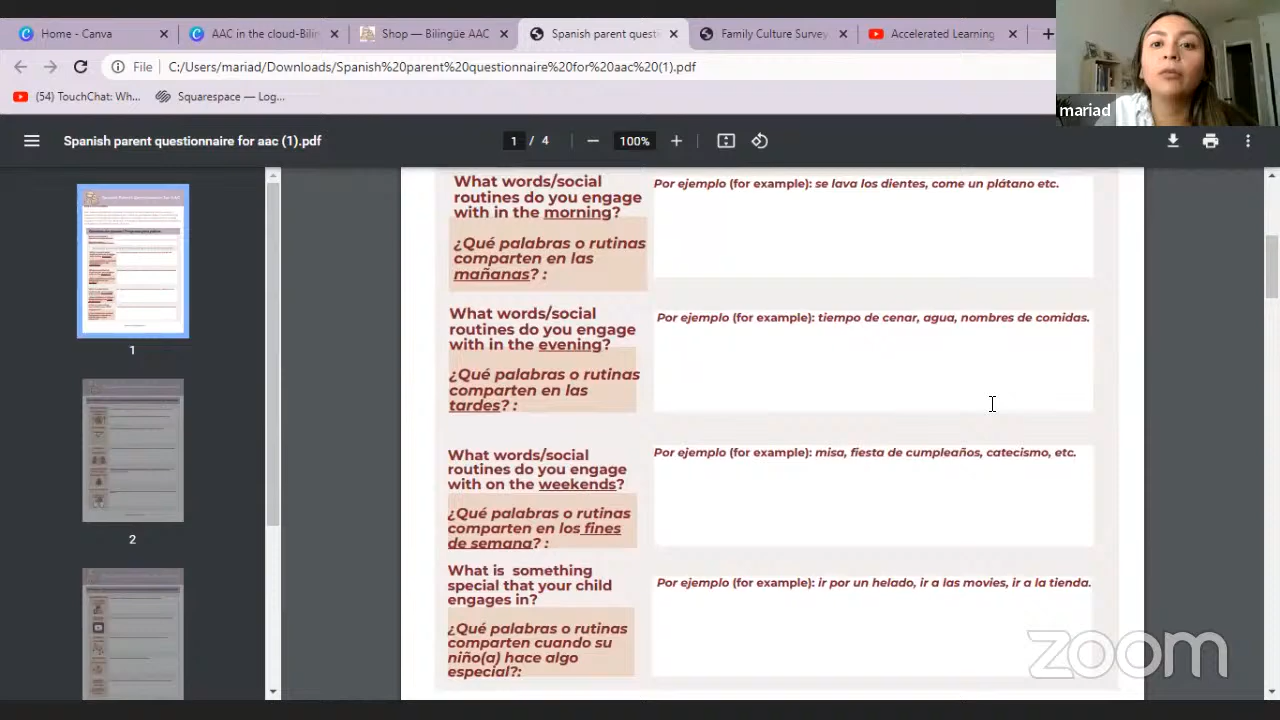 Home - Canva
AAC in the cloud-Bilin
Shop — Bilingüe AAC
Spanish parent quest
Family Culture Survey
Accelerated Learning
File
C:/Users/mariad/Downloads/Spanish%20parent%20questionnaire%20for%20aac%20(1).pdf
(54) TouchChat: Wh...
Squarespace — Log...
mariad
Spanish parent questionnaire for aac (1).pdf
1 / 4
100%
1
2
What words/social
routines do you engage
with in the morning?
¿Qué palabras o rutinas
comparten en las
mañanas? :
Por ejemplo (for example): se lava los dientes, come un plátano etc.
What words/social
routines do you engage
with in the evening?
¿Qué palabras o rutinas
comparten en las
tardes? :
Por ejemplo (for example): tiempo de cenar, agua, nombres de comidas.
What words/social
routines do you engage
with on the weekends?
¿Qué palabras o rutinas
comparten en los fines
de semana? :
Por ejemplo (for example): misa, fiesta de cumpleaños, catecismo, etc.
What is something
special that your child
engages in?
¿Qué palabras o rutinas
comparten cuando su
niño(a) hace algo
especial?:
Por ejemplo (for example): ir por un helado, ir a las movies, ir a la tienda.
zoom